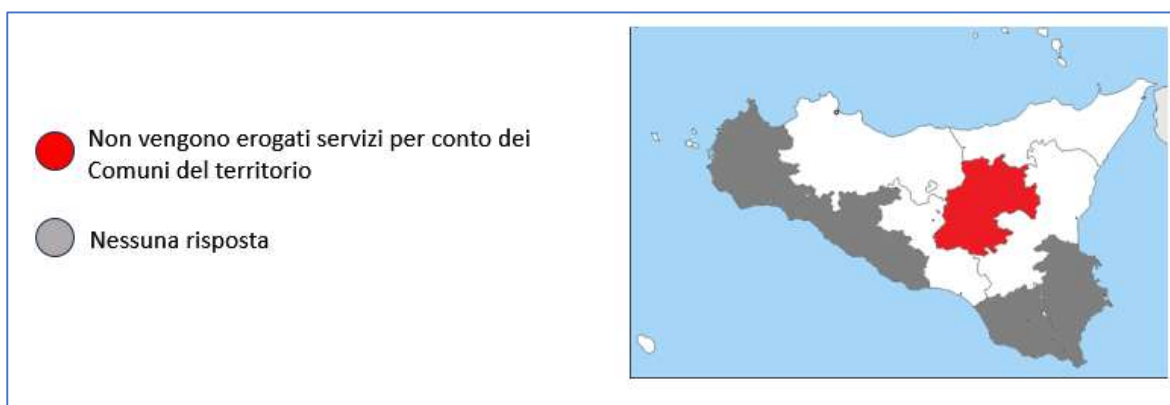 Non vengono erogati servizi per conto dei
Comuni del territorio
Nessuna risposta